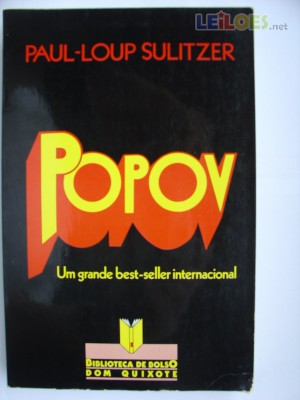 LEiLOES.net
PAUL-LOUP SULITZER
POPOV
Um grande best-seller internacional
BIBLIOTECA DE BOLSO
DOM QUIXOTE